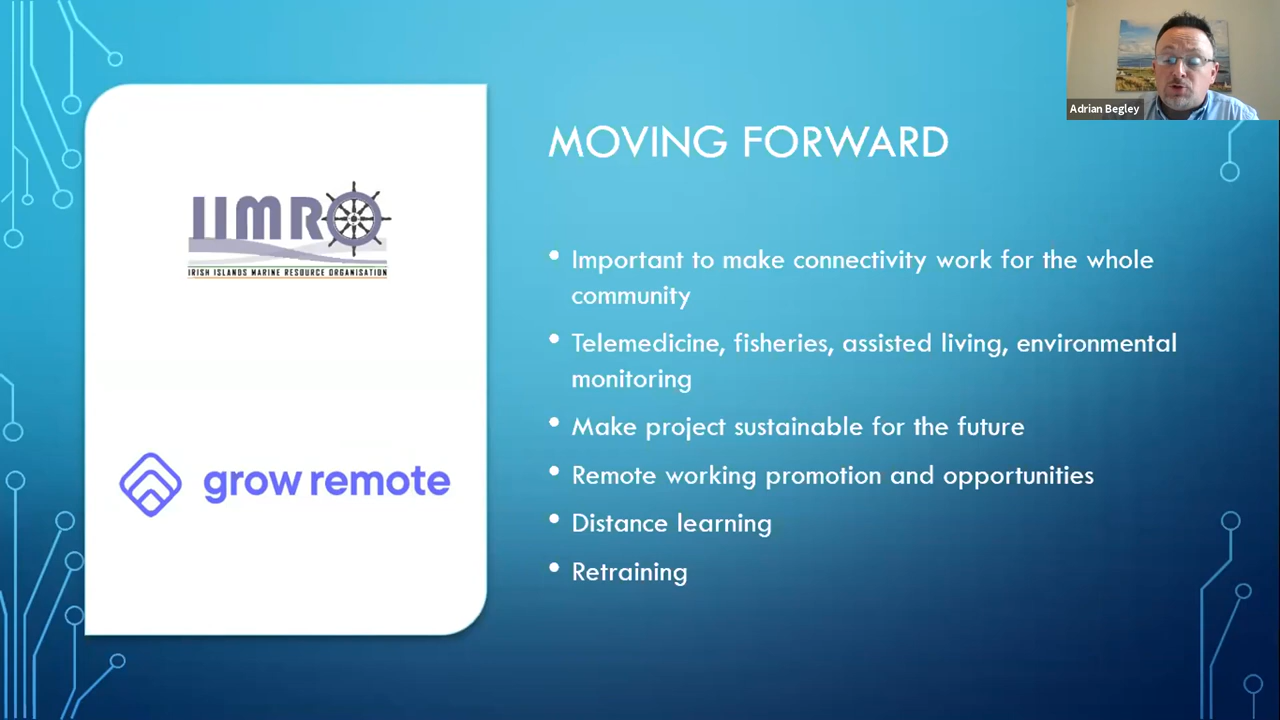 Adrian Begley
MOVING FORWARD
IIMRO
IRISH ISLANDS MARINE RESOURCE ORGANISATION
grow remote
• Important to make connectivity work for the whole
community
• Telemedicine, fisheries, assisted living, environmental
monitoring
• Make project sustainable for the future
• Remote working promotion and opportunities
• Distance learning
• Retraining